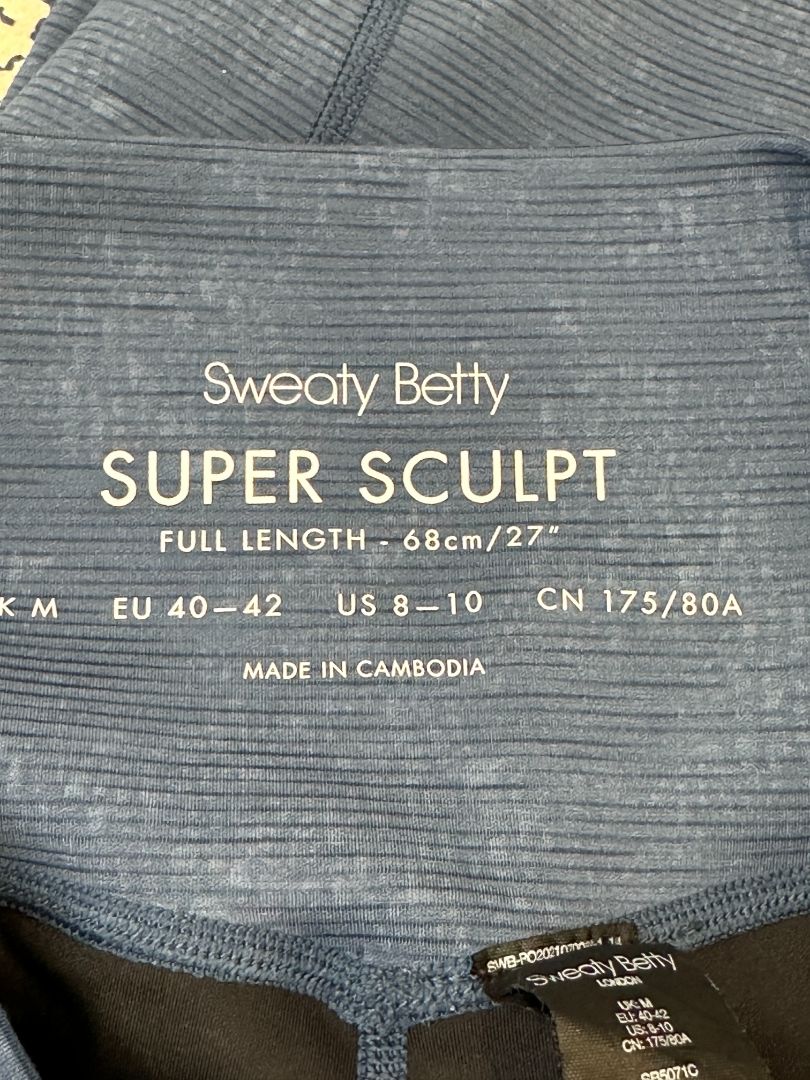 Sweaty Betty
SUPER SCULPT
FULL LENGTH - 68cm/27"
K M EU 40-42 US 8-10 CN 175/80A
MADE IN CAMBODIA
Sweaty Betty
LONDON
UK: M
EU: 40-42
US: 8-10
CN: 175/80A
SB5071C